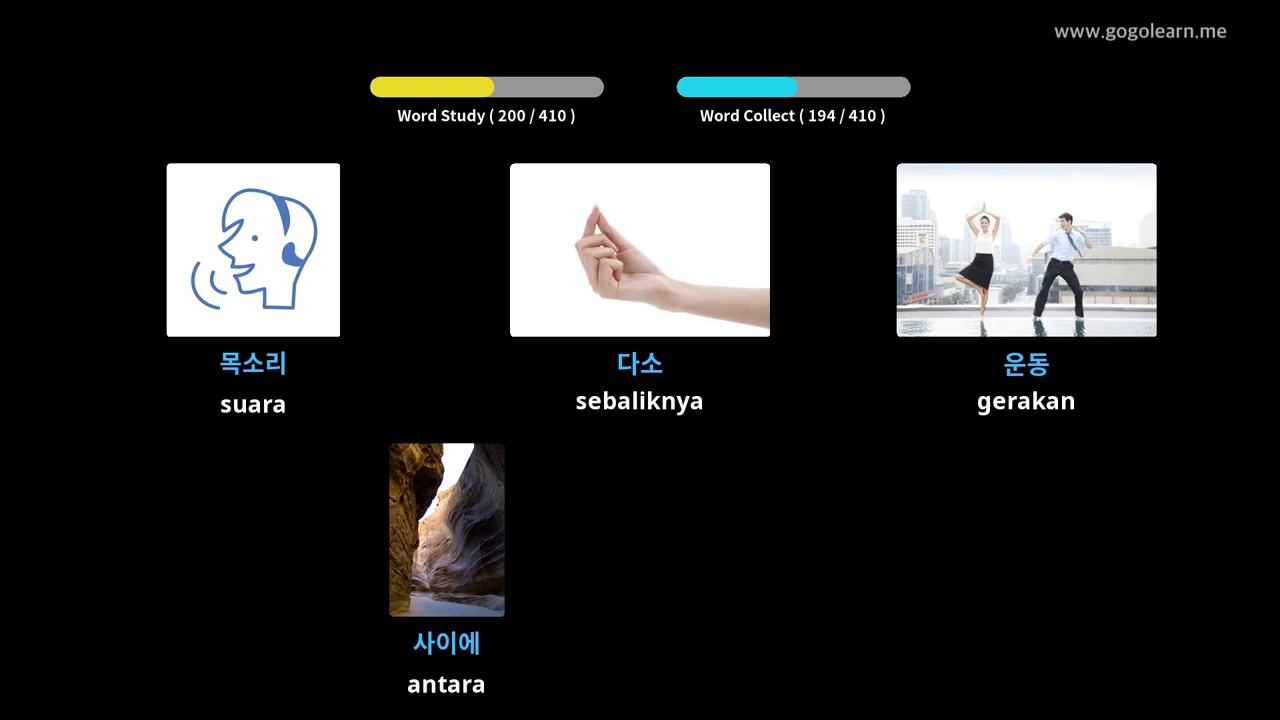 www.gogolearn.me
Word Study ( 200 / 410 )
Word Collect ( 194 / 410 )
목소리
suara
다소
sebaliknya
운동
gerakan
사이에
antara